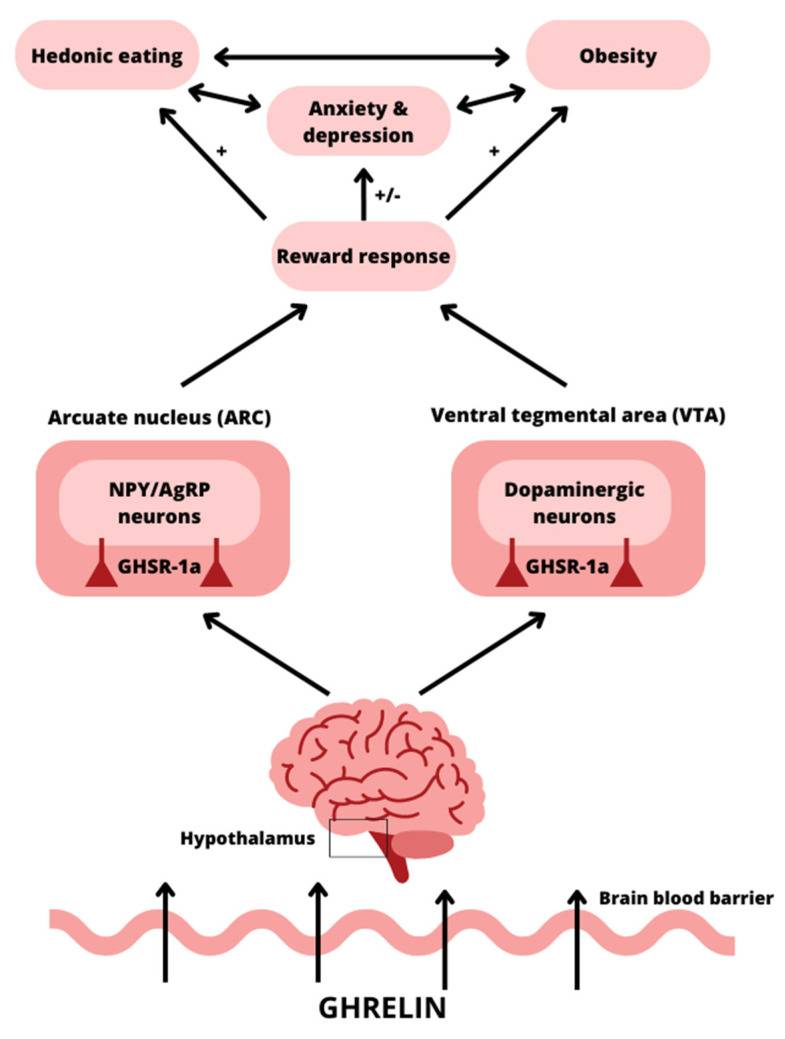 Hedonic eating
Obesity
Anxiety &
depression
+
+
+/-
Reward response
Arcuate nucleus (ARC)
Ventral tegmental area (VTA)
NPY/AgRP
neurons
GHSR-1a
Dopaminergic
neurons
GHSR-1a
Hypothalamus
Brain blood barrier
GHRELIN